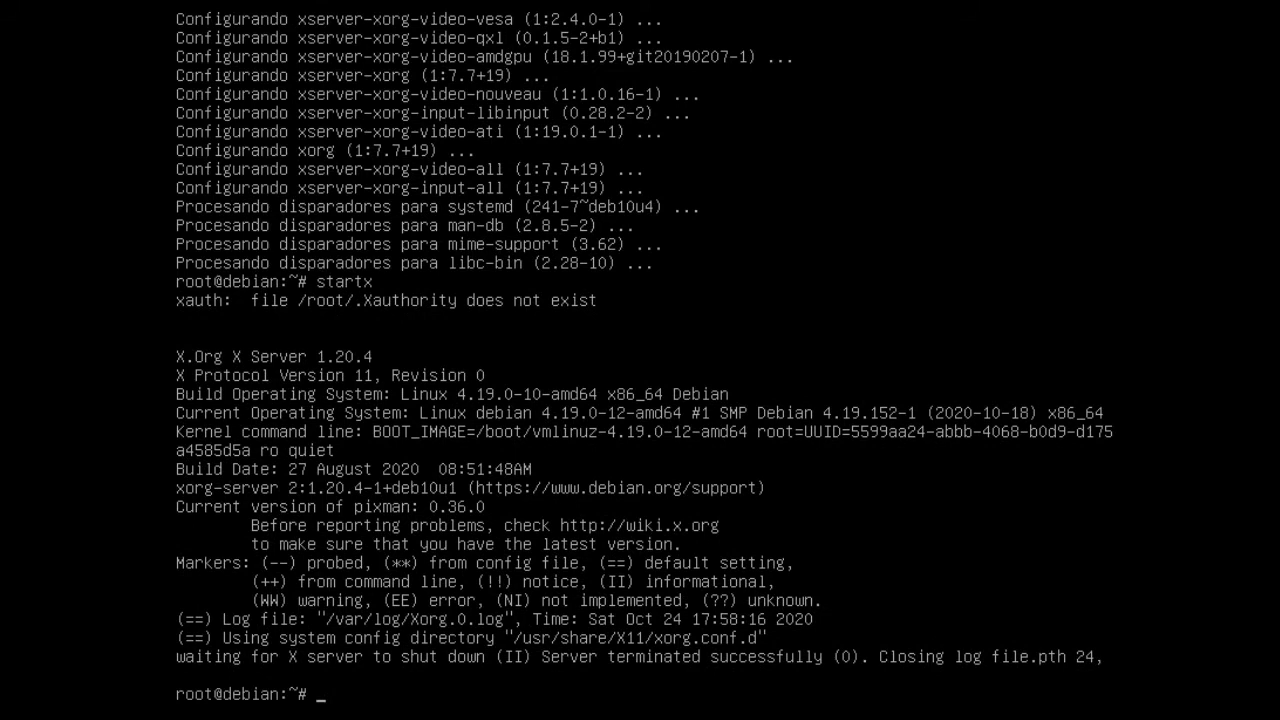 Configurando xserver-xorg-video-vesa (1:2.4.0-1) ...
Configurando xserver-xorg-video-qxl (0.1.5-2+b1) ...
Configurando xserver-xorg-video-amdgpu (18.1.99+git20190207-1) ...
Configurando xserver-xorg (1:7.7+19) ...
Configurando xserver-xorg-video-nouveau (1:1.0.16-1) ...
Configurando xserver-xorg-input-libinput (0.28.2-2) ...
Configurando xserver-xorg-video-ati (1:19.0.1-1) ...
Configurando xorg (1:7.7+19) ...
Configurando xserver-xorg-video-all (1:7.7+19) ...
Configurando xserver-xorg-input-all (1:7.7+19) ...
Procesando disparadores para systemd (241-7~deb10u4) ...
Procesando disparadores para man-db (2.8.5-2) ...
Procesando disparadores para mime-support (3.62) ...
Procesando disparadores para libc-bin (2.28-10) ...
root@debian:~# startx
xauth:  file /root/.Xauthority does not exist


X.Org X Server 1.20.4
X Protocol Version 11, Revision 0
Build Operating System: Linux 4.19.0-10-amd64 x86_64 Debian
Current Operating System: Linux debian 4.19.0-12-amd64 #1 SMP Debian 4.19.152-1 (2020-10-18) x86_64
Kernel command line: BOOT_IMAGE=/boot/vmlinuz-4.19.0-12-amd64 root=UUID=5599aa24-abbb-4068-b0d9-d175
a4585d5a ro quiet
Build Date: 27 August 2020  08:51:48AM
xorg-server 2:1.20.4-1+deb10u1 (https://www.debian.org/support)
Current version of pixman: 0.36.0
        Before reporting problems, check http://wiki.x.org
        to make sure that you have the latest version.
Markers: (--) probed, (**) from config file, (==) default setting,
        (++) from command line, (!!) notice, (II) informational,
        (WW) warning, (EE) error, (NI) not implemented, (??) unknown.
(==) Log file: "/var/log/Xorg.0.log", Time: Sat Oct 24 17:58:16 2020
(==) Using system config directory "/usr/share/X11/xorg.conf.d"
waiting for X server to shut down (II) Server terminated successfully (0). Closing log file.pth 24,

root@debian:~# _